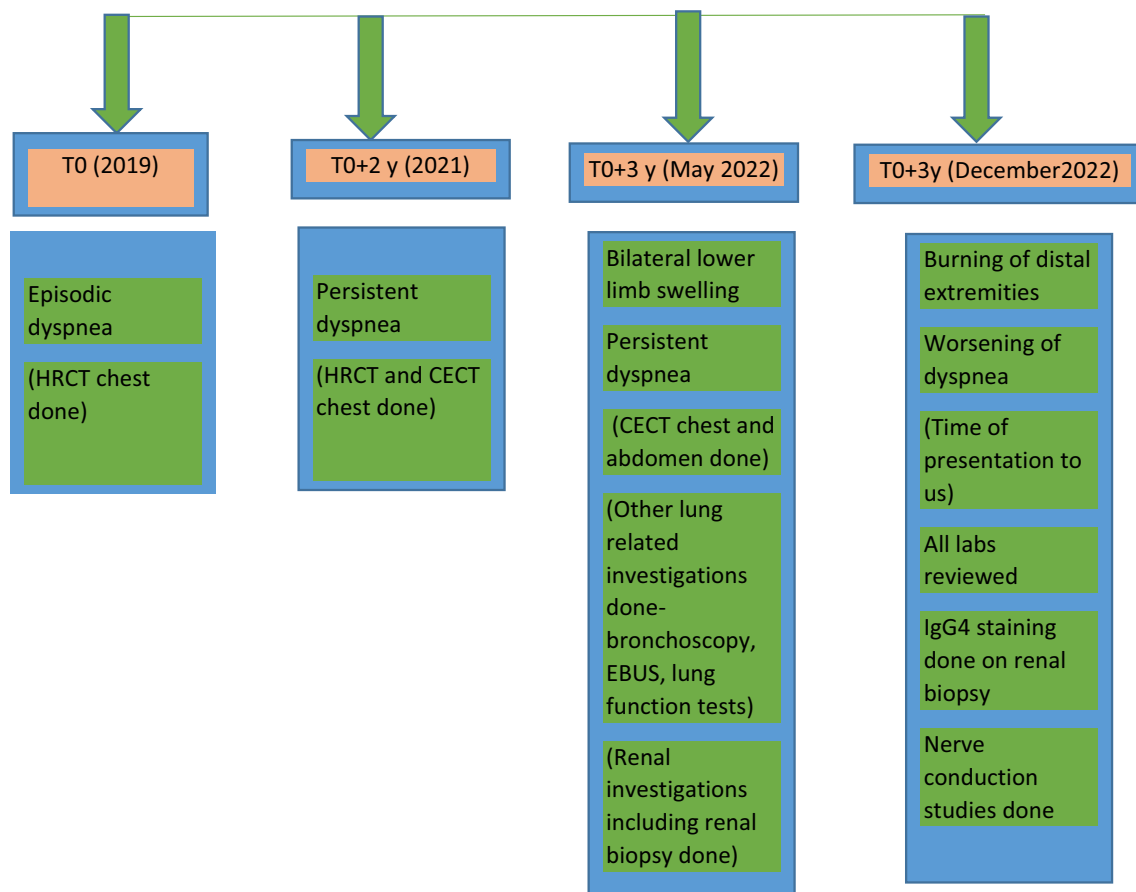 T0 (2019)
Episodic
dyspnea
(HRCT chest
done)
T0+2 y (2021)
Persistent
dyspnea
(HRCT and CECT
chest done)
T0+3 y (May 2022)
Bilateral lower
limb swelling
Persistent
dyspnea
(CECT chest and
abdomen done)
(Other lung
related
investigations
done-
bronchoscopy,
EBUS, lung
function tests)
(Renal
investigations
including renal
biopsy done)
T0+3y (December2022)
Burning of distal
extremities
Worsening of
dyspnea
(Time of
presentation to
us)
All labs
reviewed
IgG4 staining
done on renal
biopsy
Nerve
conduction
studies done